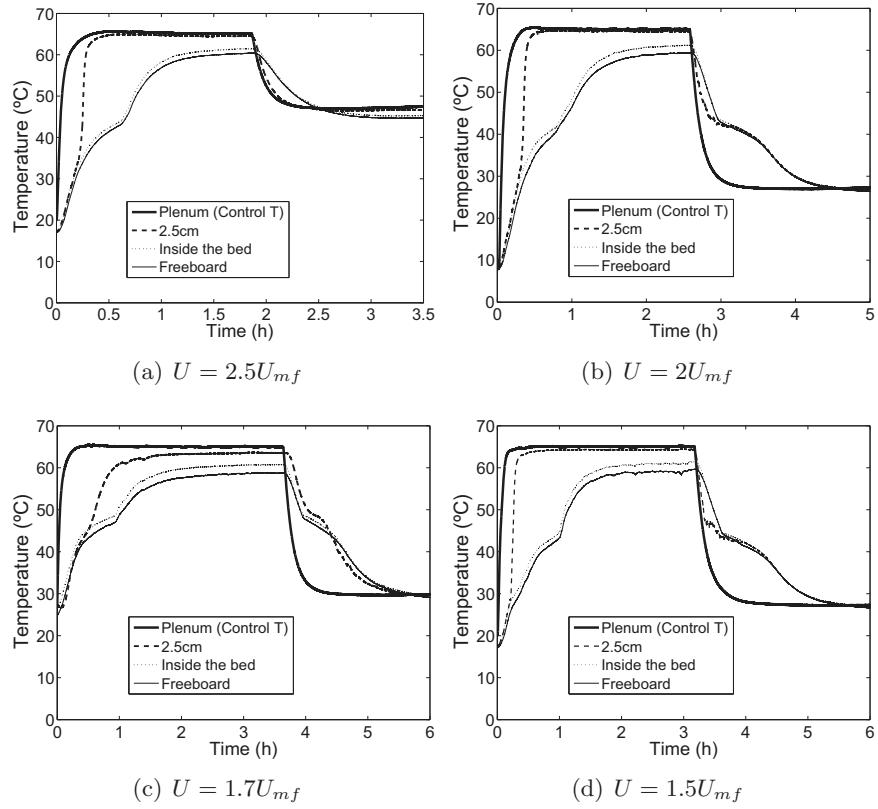 70
60
50
40
30
20
10
0
Temperature (ºC)
Plenum (Control T)
2.5cm
Inside the bed
Freeboard
0 0.5 1 1.5 2 2.5 3 3.5
Time (h)
(a) U = 2.5Umf
70
60
50
40
30
20
10
0
Temperature (ºC)
Plenum (Control T)
2.5cm
Inside the bed
Freeboard
0 1 2 3 4 5
Time (h)
(b) U = 2Umf
70
60
50
40
30
20
10
0
Temperature (ºC)
Plenum (Control T)
2.5cm
Inside the bed
Freeboard
0 1 2 3 4 5 6
Time (h)
(c) U = 1.7Umf
70
60
50
40
30
20
10
0
Temperature (ºC)
Plenum (Control T)
2.5cm
Inside the bed
Freeboard
0 1 2 3 4 5 6
Time (h)
(d) U = 1.5Umf